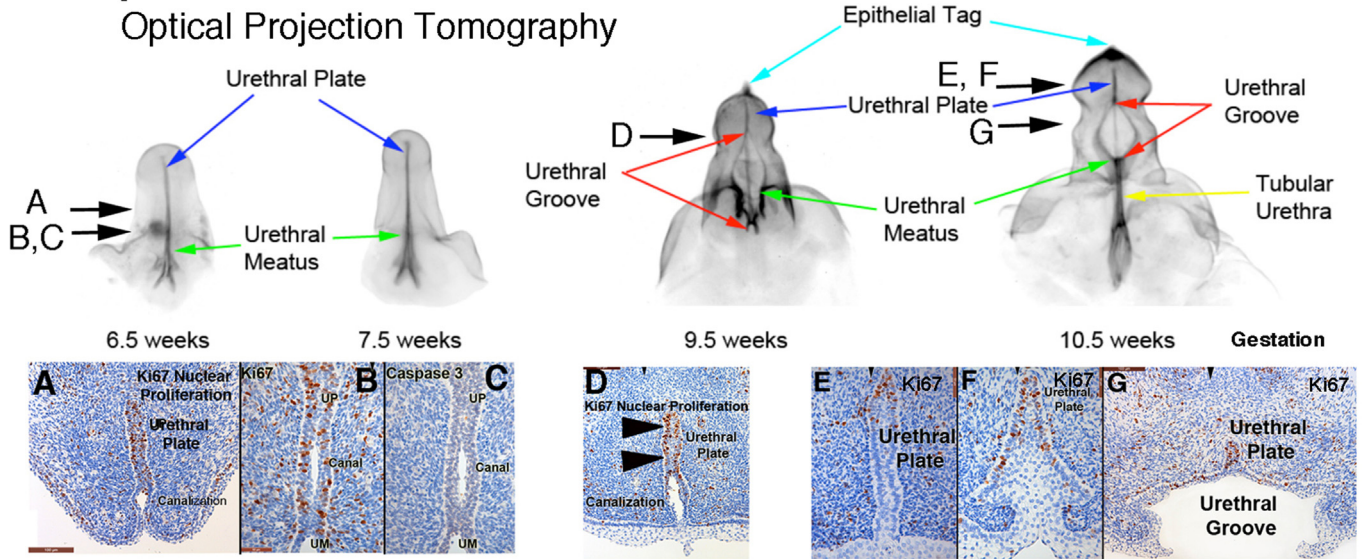 Optical Projection Tomography
Epithelial Tag
Urethral Plate
Urethral Plate
E, F
G
D
Urethral
Groove
Urethral
Groove
A
B,C
Urethral
Meatus
Urethral
Meatus
Tubular
Urethra
6.5 weeks
7.5 weeks
9.5 weeks
10.5 weeks
Gestation
A
Ki67 Nuclear
Proliferation
Urethral
Plate
Canalization
Ki67
B
UP
Canal
UM
Caspase 3
C
UP
Canal
UM
D
Ki67 Nuclear Proliferation
Urethral
Plate
Canalization
E
Ki67
Urethral
Plate
F
Ki67
Urethral
Plate
G
Ki67
Urethral
Plate
Urethral
Groove